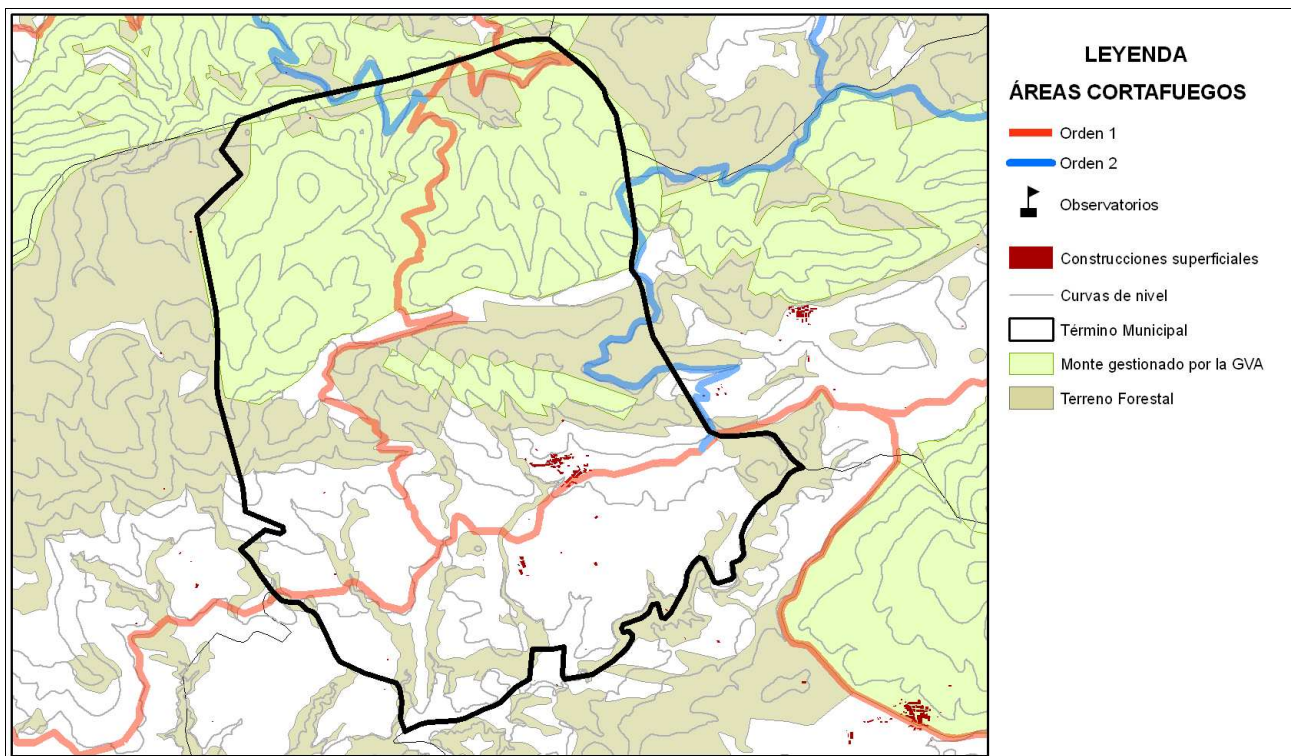 LEYENDA
ÁREAS CORTAFUEGOS
Orden 1
Orden 2
Observatorios
Construcciones superficiales
Curvas de nivel
Término Municipal
Monte gestionado por la GVA
Terreno Forestal